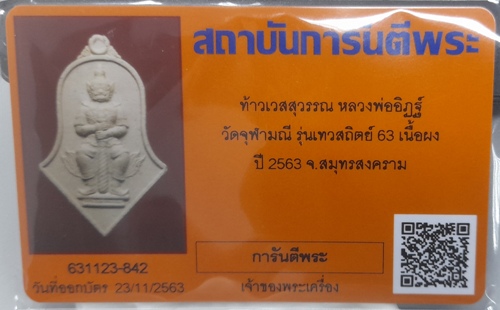 สถาบันการันตีพระ
ท้าวเวสสุวรรณ หลวงพ่ออิฏฐ์
วัดจุฬามณี รุ่นเทวสถิตย์ 63 เนื้อผง
ปี 2563 จ.สมุทรสงคราม
631123-842
วันที่ออกบัตร 23/11/2563
การันตีพระ
เจ้าของพระเครื่อง